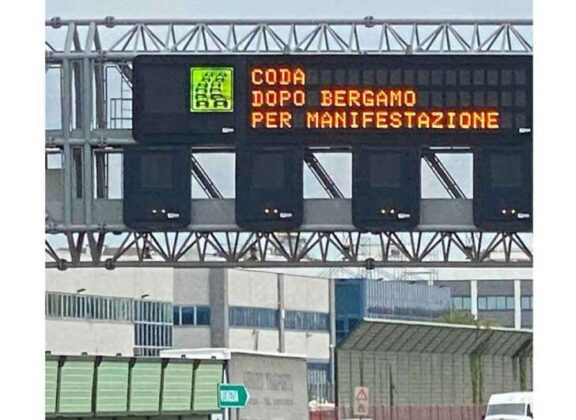 CODA
DOPO BERGAMO
PER MANIFESTAZIONE